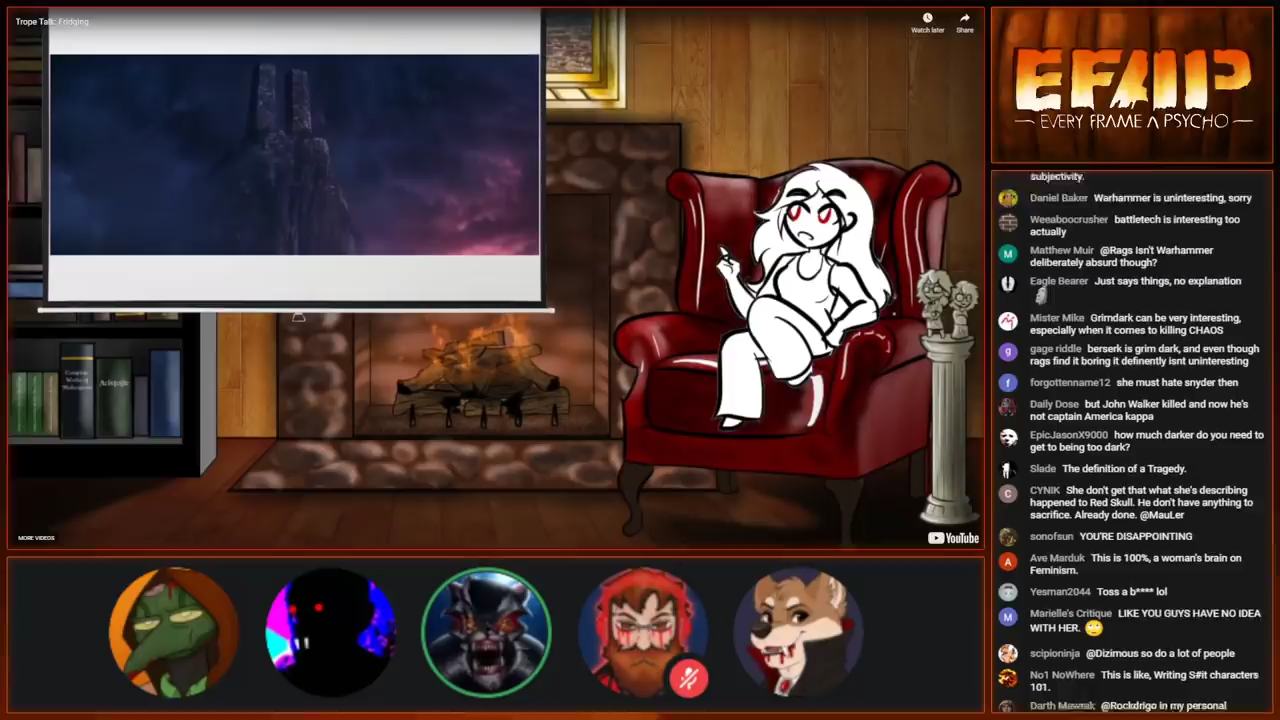 Trope Talk: Fridging
Watch later
Share
MORE VIDEOS
YouTube
EFAP
EVERY FRAME A PSYCHO
subjectivity.
Daniel Baker Warhammer is uninteresting, sorry
Weeaboocrusher battletech is interesting too
actually
M
Matthew Muir @Rags Isn't Warhammer
deliberately absurd though?
Eagle Bearer Just says things, no explanation
Mister Mike Grimdark can be very interesting,
especially when it comes to killing CHAOS
g
gage riddle berserk is grim dark, and even though
rags find it boring it definently isnt uninteresting
f
forgottenname12 she must hate snyder then
Daily Dose but John Walker killed and now he's
not captain America kappa
EpicJasonX9000 how much darker do you need to
get to being too dark?
Slade The definition of a Tragedy.
C
CYNIK She don't get that what she's describing
happened to Red Skull. He don't have anything to
sacrifice. Already done. @MauLer
sonofsun YOU'RE DISAPPOINTING
A
Ave Marduk This is 100%, a woman's brain on
Feminism.
Yesman2044 Toss a b**** lol
M
Marielle's Critique LIKE YOU GUYS HAVE NO IDEA
WITH HER.
scipioninja @Dizimous so do a lot of people
No1 NoWhere This is like, Writing S#it characters
101.
@Rockdrigo in my personal